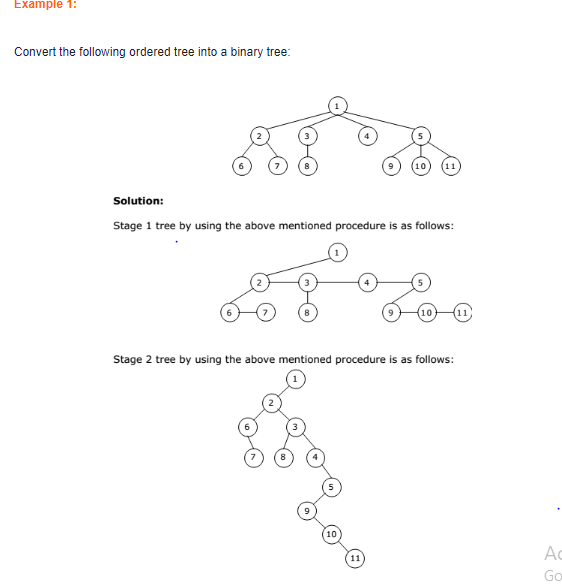 Example 1:
Convert the following ordered tree into a binary tree:
1
2 3 4 5
6 7 8 9 10 11
Solution:
Stage 1 tree by using the above mentioned procedure is as follows:
1
2 3 4 5
6 7 8 9 10 11
Stage 2 tree by using the above mentioned procedure is as follows:
1
2
6 3
7 8 4
5
9
10
11
Go